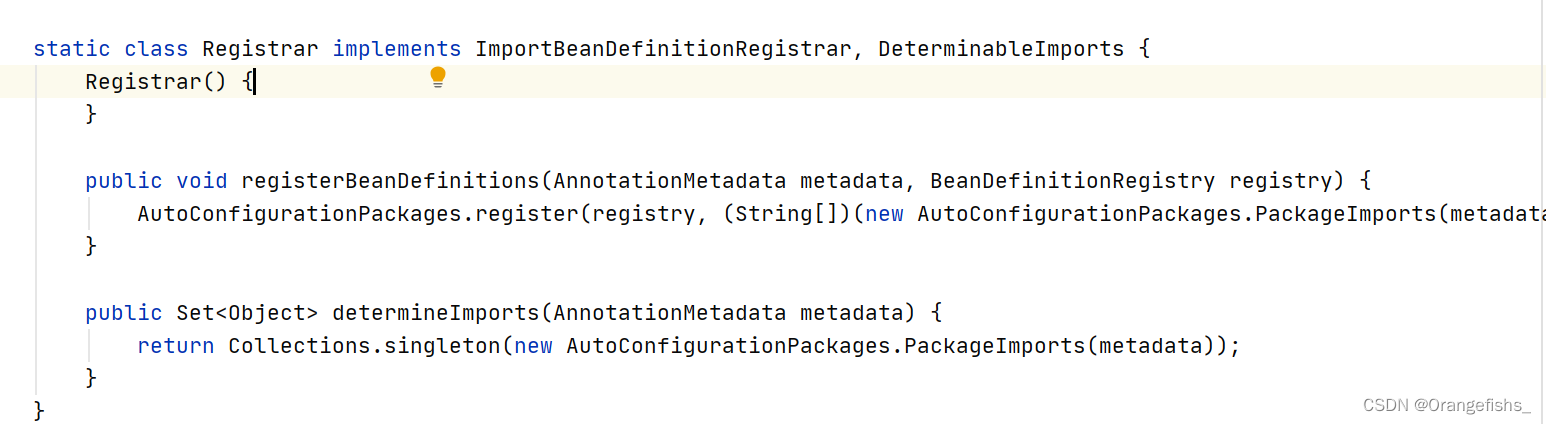 static class Registrar implements ImportBeanDefinitionRegistrar, DeterminableImports {
Registrar() {
}
public void registerBeanDefinitions(AnnotationMetadata metadata, BeanDefinitionRegistry registry) {
AutoConfigurationPackages.register(registry, (String[])(new AutoConfigurationPackages.PackageImports(metadata
}
public Set<Object> determineImports(AnnotationMetadata metadata) {
return Collections.singleton(new AutoConfigurationPackages.PackageImports(metadata));
}
}
CSDN @Orangefishs_